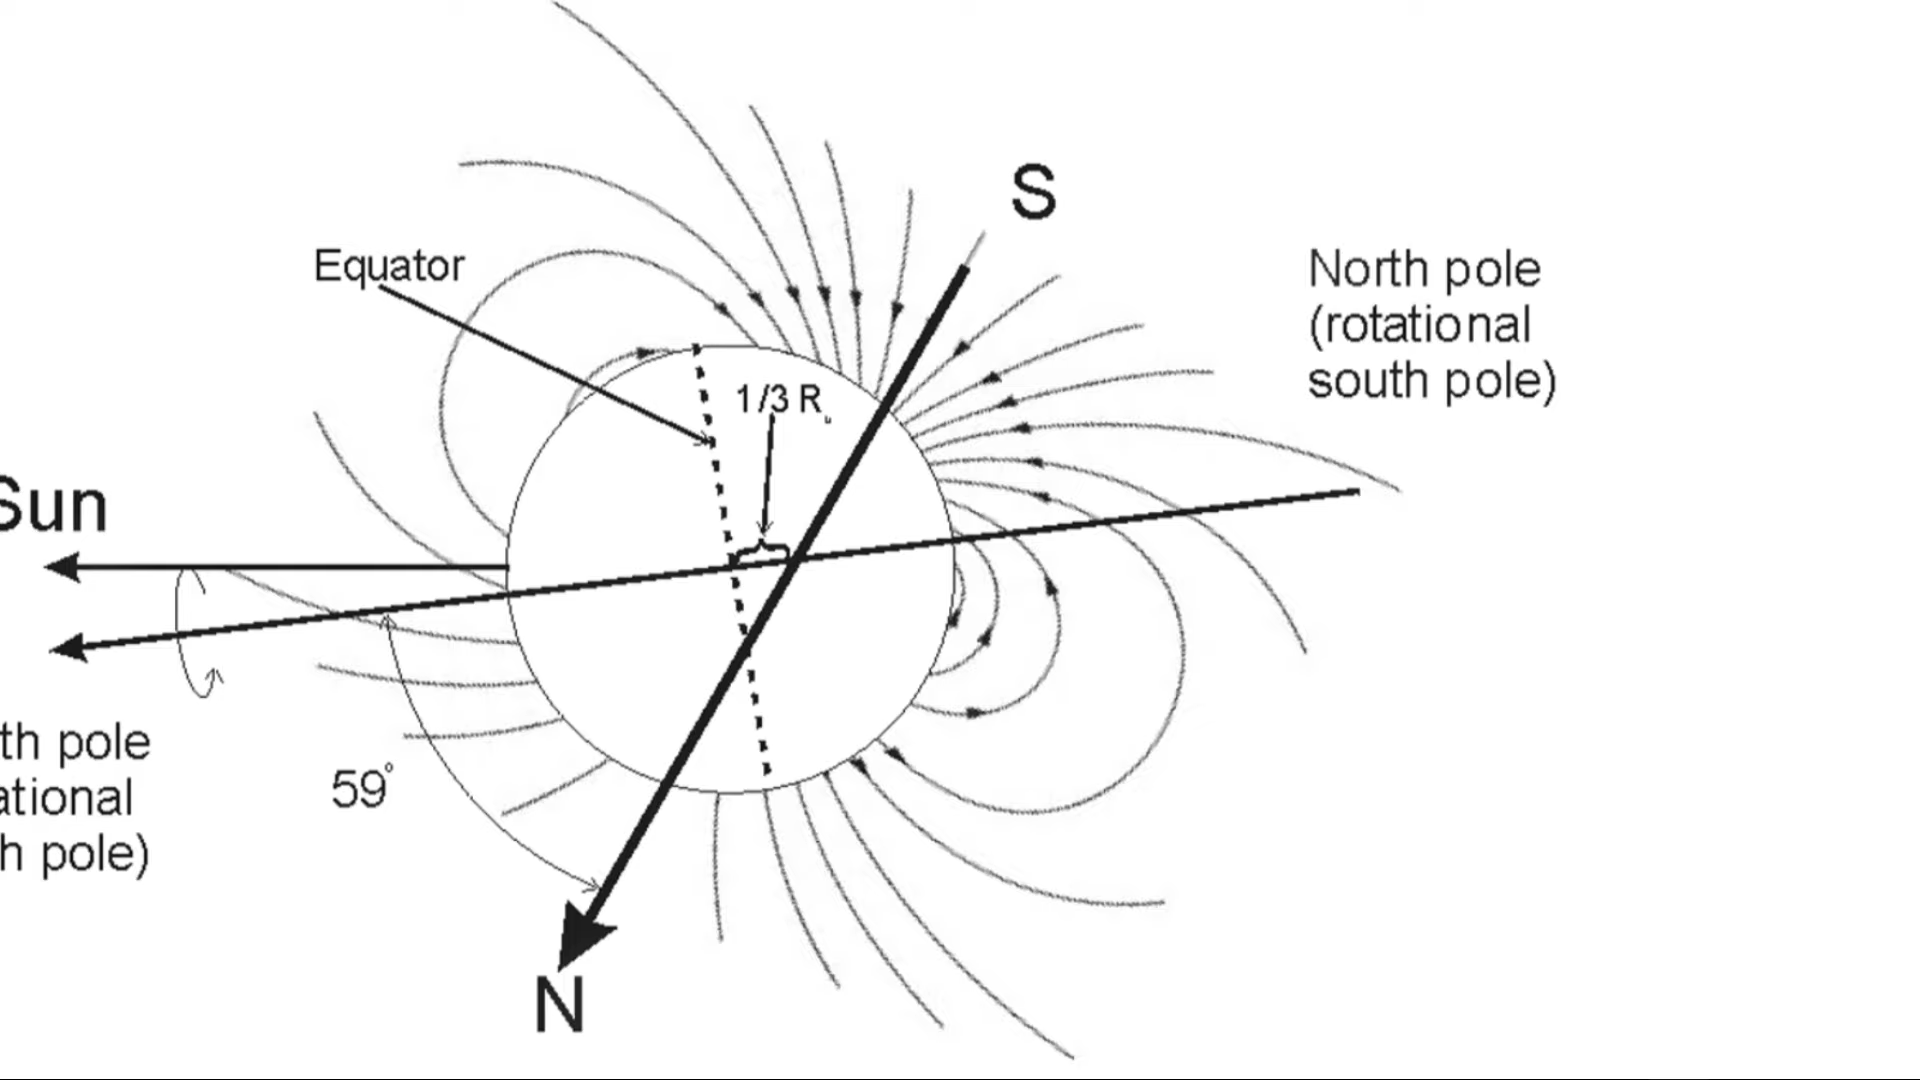 S
Equator
North pole
(rotational
south pole)
1/3 R
Sun
th pole
ational
h pole)
59°
N